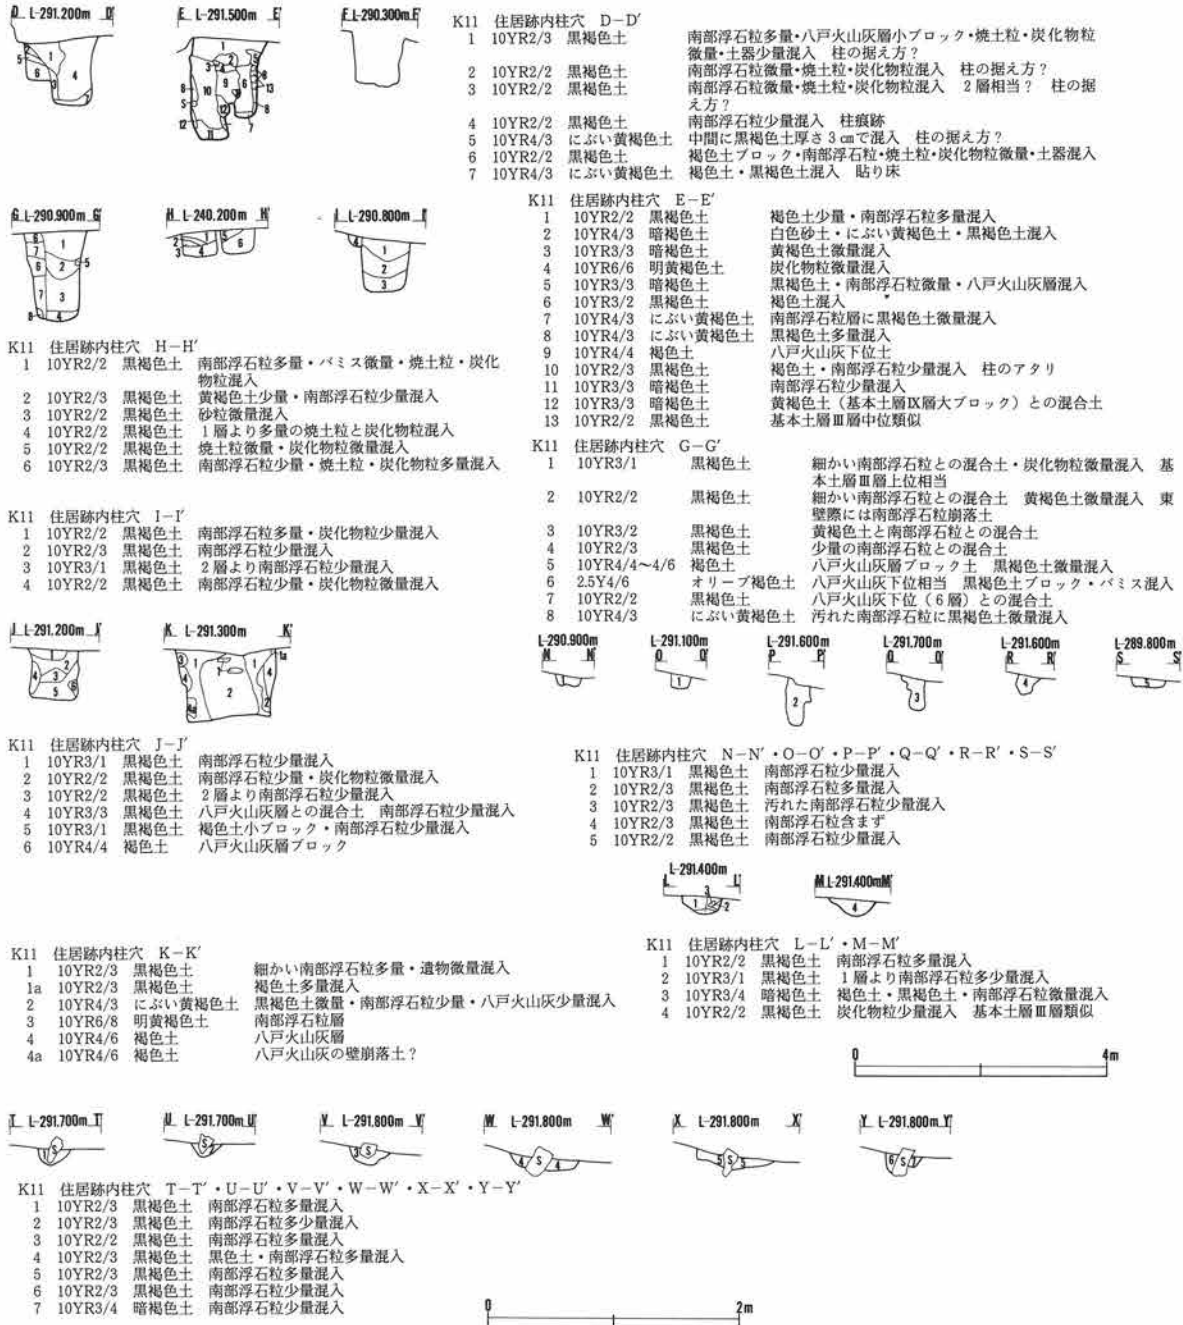 D L-291.200m D′
E L-291.500m E′
F L-290.300m F′
K11 住居跡内柱穴 D-D′
1 10YR2/3 黒褐色土 南部浮石粒多量・八戸火山灰層小ブロック・焼土粒・炭化物粒
微量・土器少量混入 柱の据え方?
2 10YR2/2 黒褐色土 南部浮石粒微量・焼土粒・炭化物粒混入 柱の据え方?
3 10YR2/2 黒褐色土 南部浮石粒微量・焼土粒・炭化物粒混入 2層相当? 柱の据
え方?
4 10YR2/2 黒褐色土 南部浮石粒少量混入 柱痕跡
5 10YR4/3 にぶい黄褐色土 中間に黒褐色土厚さ3㎝で混入 柱の据え方?
6 10YR2/2 黒褐色土 褐色土ブロック・南部浮石粒・焼土粒・炭化物粒微量・土器混入
7 10YR4/3 にぶい黄褐色土 褐色土・黒褐色土混入 貼り床
K11 住居跡内柱穴 E-E′
1 10YR2/2 黒褐色土 褐色土少量・南部浮石粒多量混入
2 10YR4/3 暗褐色土 白色砂土・にぶい黄褐色土・黒褐色土混入
3 10YR3/3 暗褐色土 黄褐色土微量混入
4 10YR6/6 明黄褐色土 炭化物粒微量混入
5 10YR3/3 暗褐色土 黒褐色土・南部浮石粒微量・八戸火山灰層混入
6 10YR3/2 黒褐色土 褐色土混入
7 10YR4/3 にぶい黄褐色土 南部浮石粒層に黒褐色土微量混入
8 10YR4/3 にぶい黄褐色土 黒褐色土多量混入
9 10YR4/4 褐色土 八戸火山灰下位土
10 10YR2/3 黒褐色土 褐色土・南部浮石粒少量混入 柱のアタリ
11 10YR3/3 暗褐色土 南部浮石粒少量混入
12 10YR3/3 暗褐色土 黄褐色土(基本土層Ⅸ層大ブロック)との混合土
13 10YR2/2 黒褐色土 基本土層Ⅲ層中位類似
G L-290.900m G′
H L-240.200m H′
I L-290.800m I′
K11 住居跡内柱穴 H-H′
1 10YR2/2 黒褐色土 南部浮石粒多量・バミス微量・焼土粒・炭化
物粒混入
2 10YR2/3 黒褐色土 黄褐色土少量・南部浮石粒少量混入
3 10YR2/2 黒褐色土 砂粒微量混入
4 10YR2/2 黒褐色土 1層より多量の焼土粒と炭化物粒混入
5 10YR2/2 黒褐色土 焼土粒微量・炭化物粒微量混入
6 10YR2/3 黒褐色土 南部浮石粒少量・焼土粒・炭化物粒多量混入
K11 住居跡内柱穴 G-G′
1 10YR3/1 黒褐色土 細かい南部浮石粒との混合土・炭化物粒微量混入 基
本土層Ⅲ層上位相当
2 10YR2/2 黒褐色土 細かい南部浮石粒との混合土 黄褐色土微量混入 東
壁際には南部浮石粒崩落土
3 10YR3/2 黒褐色土 黄褐色土と南部浮石粒との混合土
4 10YR2/3 黒褐色土 少量の南部浮石粒との混合土
5 10YR4/4~4/6 褐色土 八戸火山灰層ブロック土 黒褐色土微量混入
6 2.5Y4/6 オリーブ褐色土 八戸火山灰下位相当 黒褐色土ブロック・バミス混入
7 10YR2/2 黒褐色土 八戸火山灰下位(6層)との混合土
8 10YR4/3 にぶい黄褐色土 汚れた南部浮石粒に黒褐色土微量混入
K11 住居跡内柱穴 I-I′
1 10YR2/2 黒褐色土 南部浮石粒多量・炭化物粒少量混入
2 10YR2/3 黒褐色土 南部浮石粒少量混入
3 10YR3/1 黒褐色土 2層より南部浮石粒少量混入
4 10YR2/2 黒褐色土 南部浮石粒少量・炭化物粒微量混入
J L-291.200m J′
K L-291.300m K′
L-290.900m
N N′
L-291.100m
O O′
L-291.600m
P P′
L-291.700m
Q Q′
L-291.600m
R R′
L-289.800m
S S′
K11 住居跡内柱穴 J-J′
1 10YR3/1 黒褐色土 南部浮石粒少量混入
2 10YR2/2 黒褐色土 南部浮石粒少量・炭化物粒微量混入
3 10YR2/2 黒褐色土 2層より南部浮石粒少量混入
4 10YR3/3 黒褐色土 八戸火山灰層との混合土 南部浮石粒少量混入
5 10YR3/1 黒褐色土 褐色土小ブロック・南部浮石粒少量混入
6 10YR4/4 褐色土 八戸火山灰層ブロック
K11 住居跡内柱穴 N-N′・O-O′・P-P′・Q-Q′・R-R′・S-S′
1 10YR3/1 黒褐色土 南部浮石粒少量混入
2 10YR2/3 黒褐色土 南部浮石粒多量混入
3 10YR2/3 黒褐色土 汚れた南部浮石粒少量混入
4 10YR2/3 黒褐色土 南部浮石粒含まず
5 10YR2/2 黒褐色土 南部浮石粒少量混入
L-291.400m
L L′
M L-291.400m M′
K11 住居跡内柱穴 K-K′
1 10YR2/3 黒褐色土 細かい南部浮石粒多量・遺物微量混入
1a 10YR2/3 黒褐色土 褐色土多量混入
2 10YR4/3 にぶい黄褐色土 黒褐色土微量・南部浮石粒少量・八戸火山灰少量混入
3 10YR6/8 明黄褐色土 南部浮石粒層
4 10YR4/6 褐色土 八戸火山灰層
4a 10YR4/6 褐色土 八戸火山灰の壁崩落土?
K11 住居跡内柱穴 L-L′・M-M′
1 10YR2/2 黒褐色土 南部浮石粒多量混入
2 10YR3/1 黒褐色土 1層より南部浮石粒多少量混入
3 10YR3/4 暗褐色土 褐色土・黒褐色土・南部浮石粒微量混入
4 10YR2/2 黒褐色土 炭化物粒少量混入 基本土層Ⅲ層類似
0 4m
T L-291.700m T′
U L-291.700m U′
V L-291.800m V′
W L-291.800m W′
X L-291.800m X′
Y L-291.800m Y′
K11 住居跡内柱穴 T-T′・U-U′・V-V′・W-W′・X-X′・Y-Y′
1 10YR2/3 黒褐色土 南部浮石粒多量混入
2 10YR2/3 黒褐色土 南部浮石粒多少量混入
3 10YR2/2 黒褐色土 南部浮石粒多量混入
4 10YR2/3 黒褐色土 黒色土・南部浮石粒多量混入
5 10YR2/3 黒褐色土 南部浮石粒多量混入
6 10YR2/3 黒褐色土 南部浮石粒少量混入
7 10YR3/4 暗褐色土 南部浮石粒少量混入
0 2m